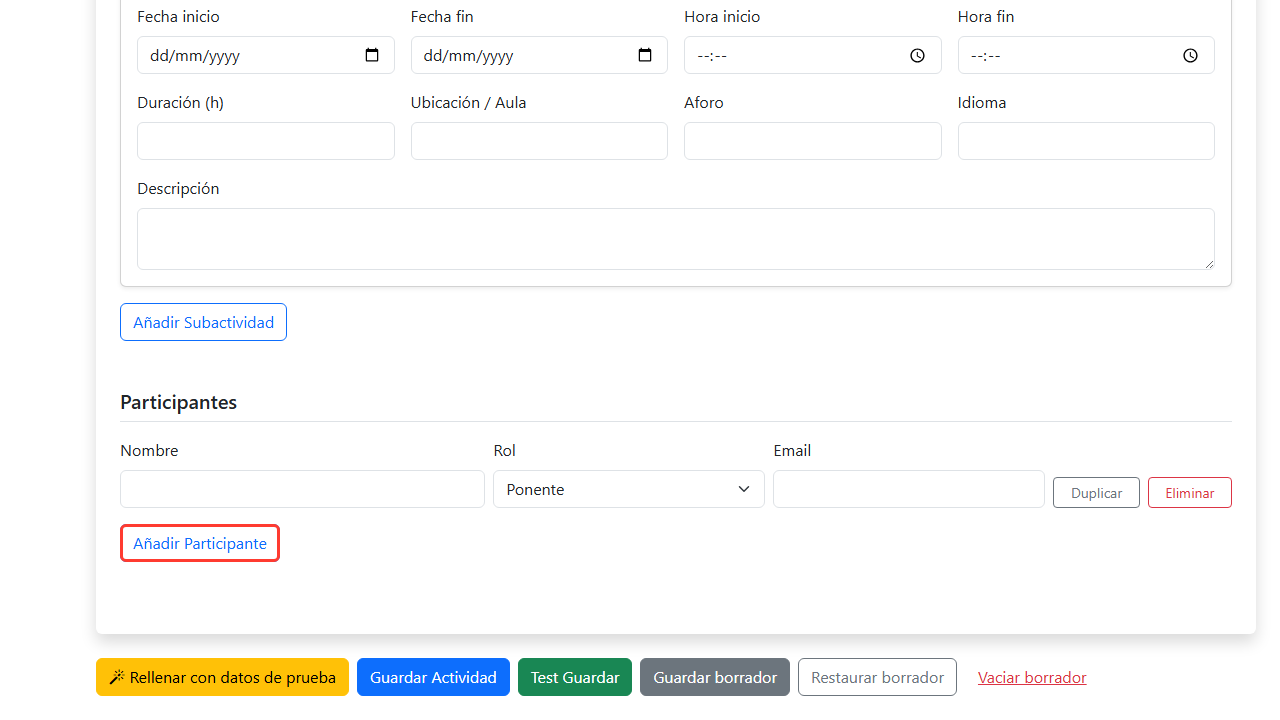 Fecha inicio Fecha fin Hora inicio Hora fin
dd/mm/yyyy dd/mm/yyyy --:-- --:--
Duración (h) Ubicación / Aula Aforo Idioma
Descripción
Añadir Subactividad
Participantes
Nombre Rol Email
Ponente Duplicar Eliminar
Añadir Participante
Rellenar con datos de prueba Guardar Actividad Test Guardar Guardar borrador Restaurar borrador Vaciar borrador